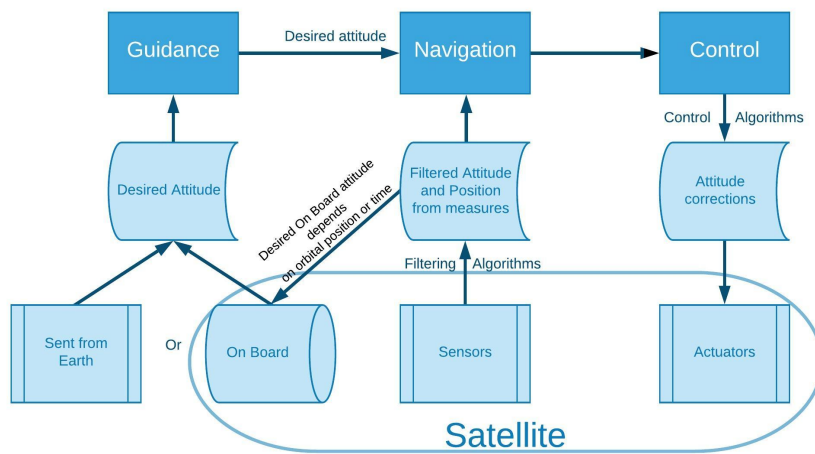 Guidance
Desired attitude
Navigation
Control
Control Algorithms
Desired Attitude
Desired On Board attitude
depends
on orbital position or time
Filtered Attitude
and Position
from measures
Attitude
corrections
Filtering Algorithms
Sent from
Earth
Or
On Board
Sensors
Actuators
Satellite